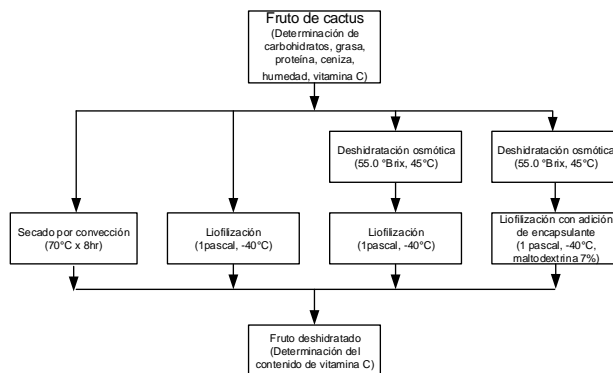 Fruto de cactus
(Determinación de
carbohidratos, grasa,
proteína, ceniza,
humedad, vitamina C)
Deshidratación osmótica
(55.0 °Brix, 45°C)
Deshidratación osmótica
(55.0 °Brix, 45°C)
Secado por convección
(70°C x 8hr)
Liofilización
(1pascal, -40°C)
Liofilización
(1pascal, -40°C)
Liofilización con adición
de encapsulante
(1 pascal, -40°C,
maltodextrina 7%)
Fruto deshidratado
(Determinación del
contenido de vitamina C)